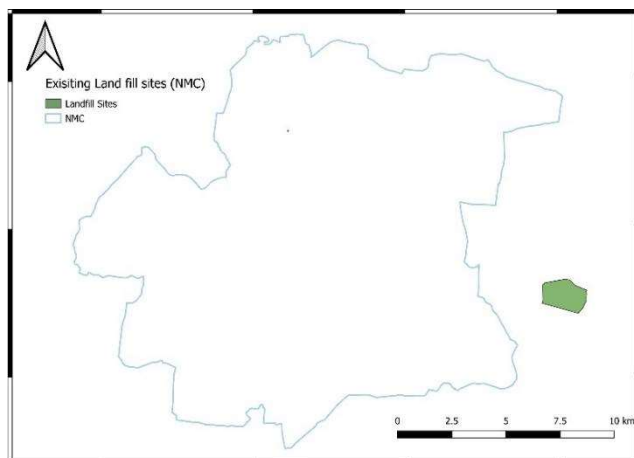 Exisiting Land fill sites (NMC)
Landfill Sites
NMC
0 2.5 5 7.5 10 km